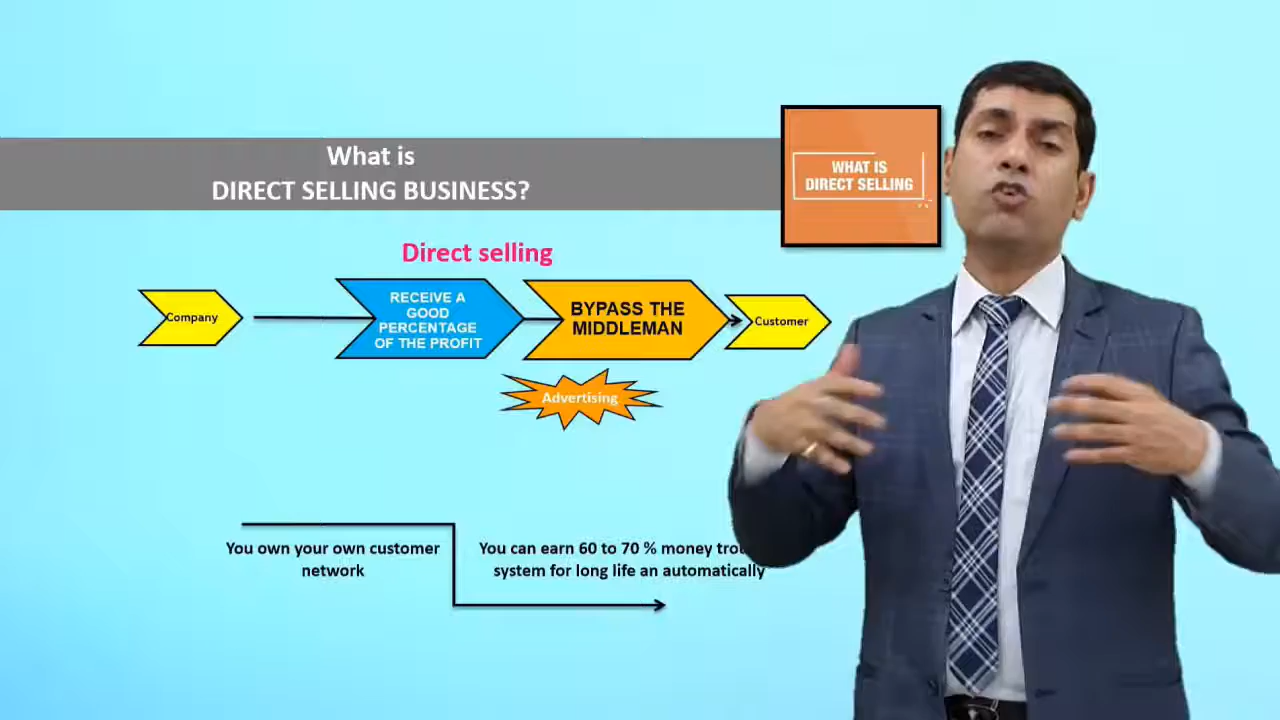 What is
DIRECT SELLING BUSINESS?
WHAT IS
DIRECT SELLING
Direct selling
Company
RECEIVE A
GOOD
PERCENTAGE
OF THE PROFIT
BYPASS THE
MIDDLEMAN
Customer
Advertising
You own your own customer
network
You can earn 60 to 70 % money
system for long life an automatically